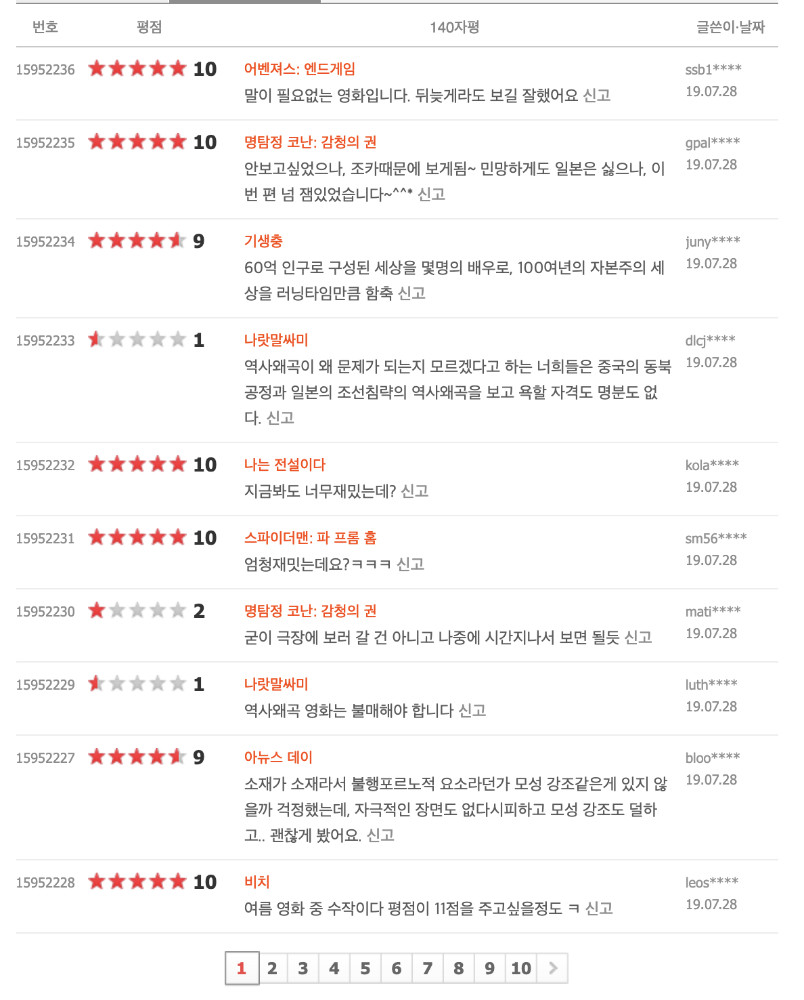 번호 평점 140자평 글쓴이·날짜
15952236 10 어벤져스: 엔드게임 ssb1****
말이 필요없는 영화입니다. 뒤늦게라도 보길 잘했어요 신고 19.07.28
15952235 10 명탐정 코난: 감청의 권 gpal****
안보고싶었으나, 조카때문에 보게됨~ 민망하게도 일본은 싫으나, 이 19.07.28
번 편 넘 잼있었습니다~^^* 신고
15952234 9 기생충 juny****
60억 인구로 구성된 세상을 몇명의 배우로, 100여년의 자본주의 세 19.07.28
상을 러닝타임만큼 함축 신고
15952233 1 나랏말싸미 dlcj****
역사왜곡이 왜 문제가 되는지 모르겠다고 하는 너희들은 중국의 동북 19.07.28
공정과 일본의 조선침략의 역사왜곡을 보고 욕할 자격도 명분도 없
다. 신고
15952232 10 나는 전설이다 kola****
지금봐도 너무재밌는데? 신고 19.07.28
15952231 10 스파이더맨: 파 프롬 홈 sm56****
엄청재밋는데요?ㅋㅋㅋ 신고 19.07.28
15952230 2 명탐정 코난: 감청의 권 mati****
굳이 극장에 보러 갈 건 아니고 나중에 시간지나서 보면 될듯 신고 19.07.28
15952229 1 나랏말싸미 luth****
역사왜곡 영화는 불매해야 합니다 신고 19.07.28
15952227 9 아뉴스 데이 bloo****
소재가 소재라서 불행포르노적 요소라던가 모성 강조같은게 있지 않 19.07.28
을까 걱정했는데, 자극적인 장면도 없다시피하고 모성 강조도 덜하
고.. 괜찮게 봤어요. 신고
15952228 10 비치 leos****
여름 영화 중 수작이다 평점이 11점을 주고싶을정도 ㅋ 신고 19.07.28
1 2 3 4 5 6 7 8 9 10